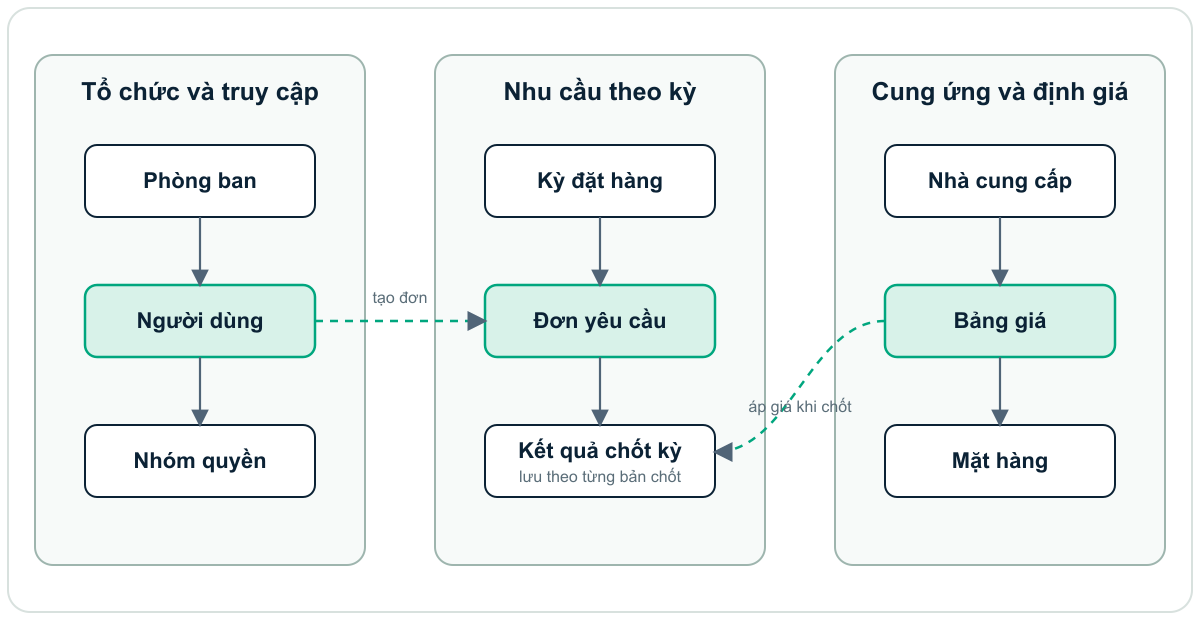 Tổ chức và truy cập
Phòng ban
Người dùng
Nhóm quyền
tạo đơn
Nhu cầu theo kỳ
Kỳ đặt hàng
Đơn yêu cầu
Kết quả chốt kỳ
lưu theo từng bản chốt
áp giá khi chốt
Cung ứng và định giá
Nhà cung cấp
Bảng giá
Mặt hàng